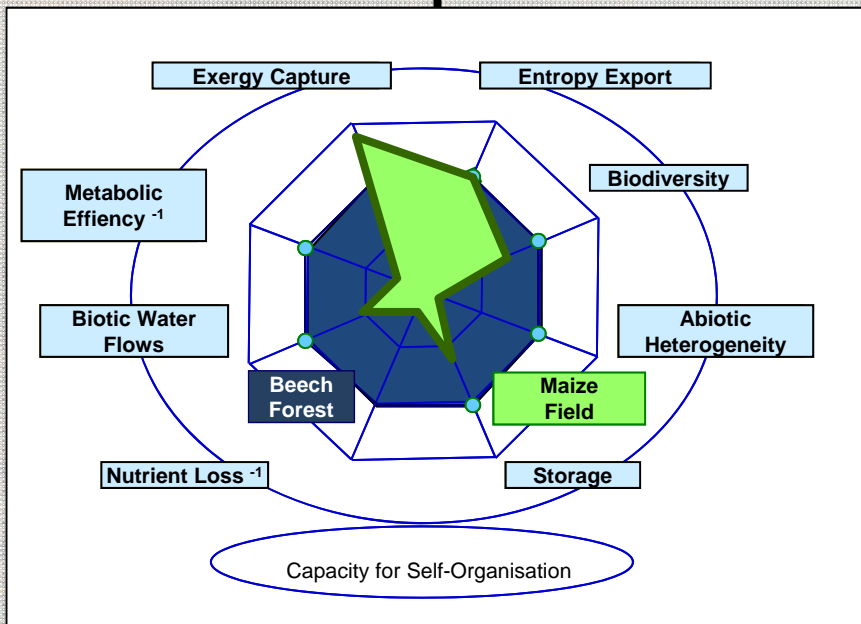 Exergy Capture
Entropy Export
Metabolic
Effiency -1
Biodiversity
Biotic Water
Flows
Abiotic
Heterogeneity
Beech
Forest
Maize
Field
Nutrient Loss -1
Storage
Capacity for Self-Organisation